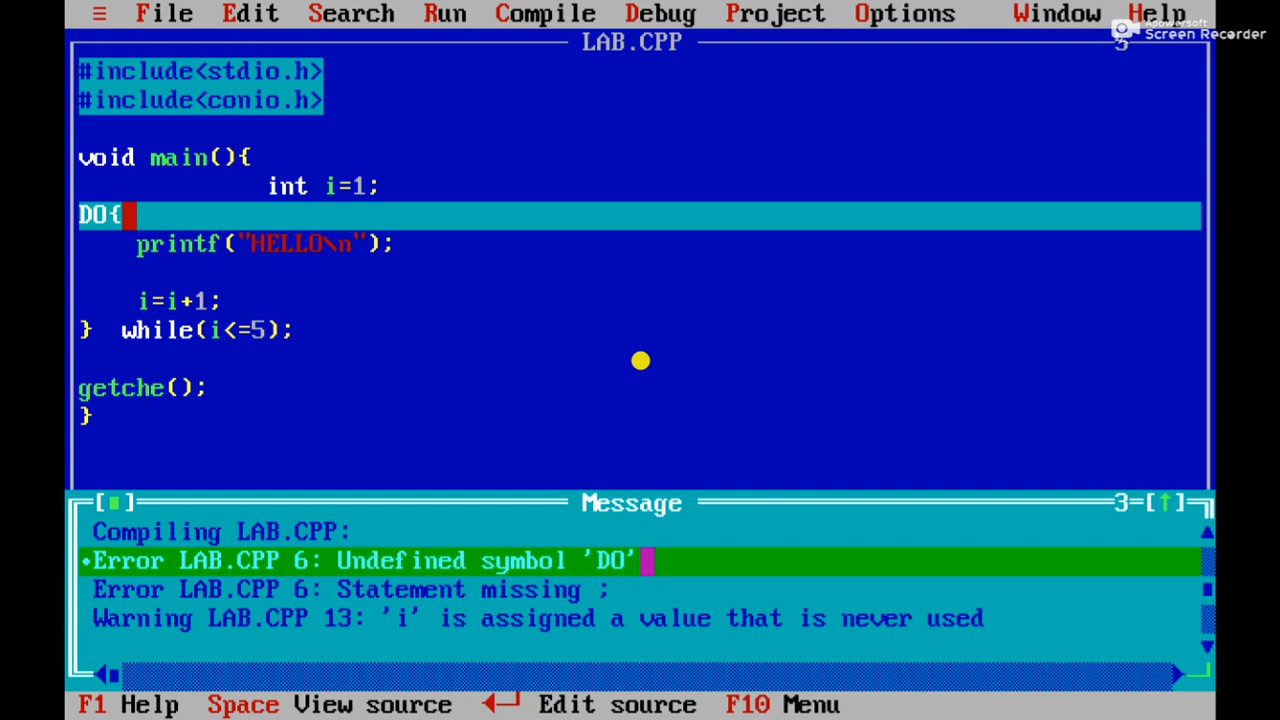 ≡ File Edit Search Run Compile Debug Project Options Window Help
Apowersoft
Screen Recorder
LAB.CPP
#include<stdio.h>
#include<conio.h>
void main(){
int i=1;
DO{
printf("HELLO\n");
i=i+1;
} while(i<=5);
getche();
}
[■] Message 3=[↑]
Compiling LAB.CPP:
•Error LAB.CPP 6: Undefined symbol 'DO'
Error LAB.CPP 6: Statement missing ;
Warning LAB.CPP 13: 'i' is assigned a value that is never used
F1 Help Space View source ◄─┘ Edit source F10 Menu